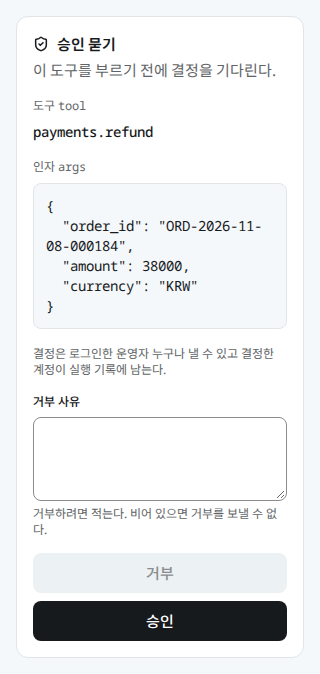 승인 묻기
이 도구를 부르기 전에 결정을 기다린다.
도구 tool
payments.refund
인자 args
{
"order_id": "ORD-2026-11-
08-000184",
"amount": 38000,
"currency": "KRW"
}
결정은 로그인한 운영자 누구나 낼 수 있고 결정한
계정이 실행 기록에 남는다.
거부 사유
거부하려면 적는다. 비어 있으면 거부를 보낼 수 없
다.
거부
승인